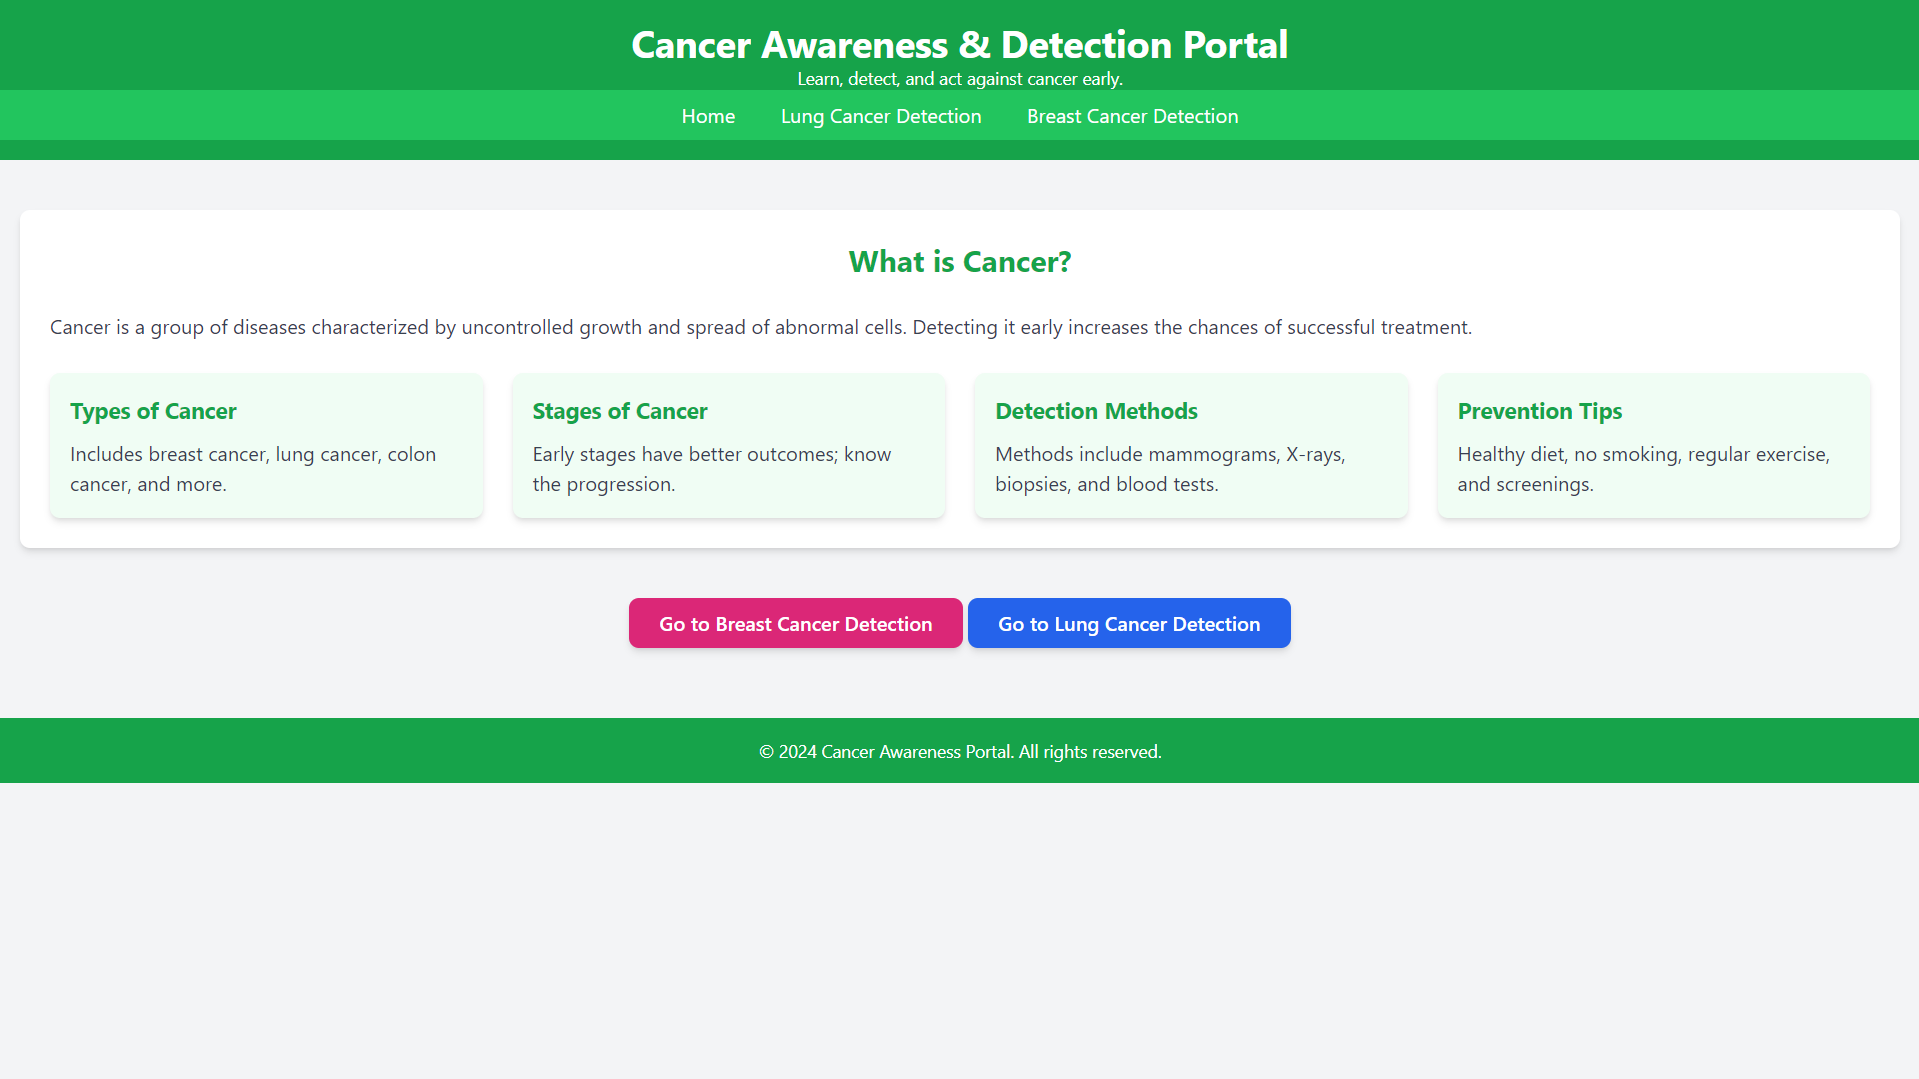 Cancer Awareness & Detection Portal
Learn, detect, and act against cancer early.
Home Lung Cancer Detection Breast Cancer Detection
What is Cancer?
Cancer is a group of diseases characterized by uncontrolled growth and spread of abnormal cells. Detecting it early increases the chances of successful treatment.
Types of Cancer
Includes breast cancer, lung cancer, colon
cancer, and more.
Stages of Cancer
Early stages have better outcomes; know
the progression.
Detection Methods
Methods include mammograms, X-rays,
biopsies, and blood tests.
Prevention Tips
Healthy diet, no smoking, regular exercise,
and screenings.
Go to Breast Cancer Detection Go to Lung Cancer Detection
© 2024 Cancer Awareness Portal. All rights reserved.